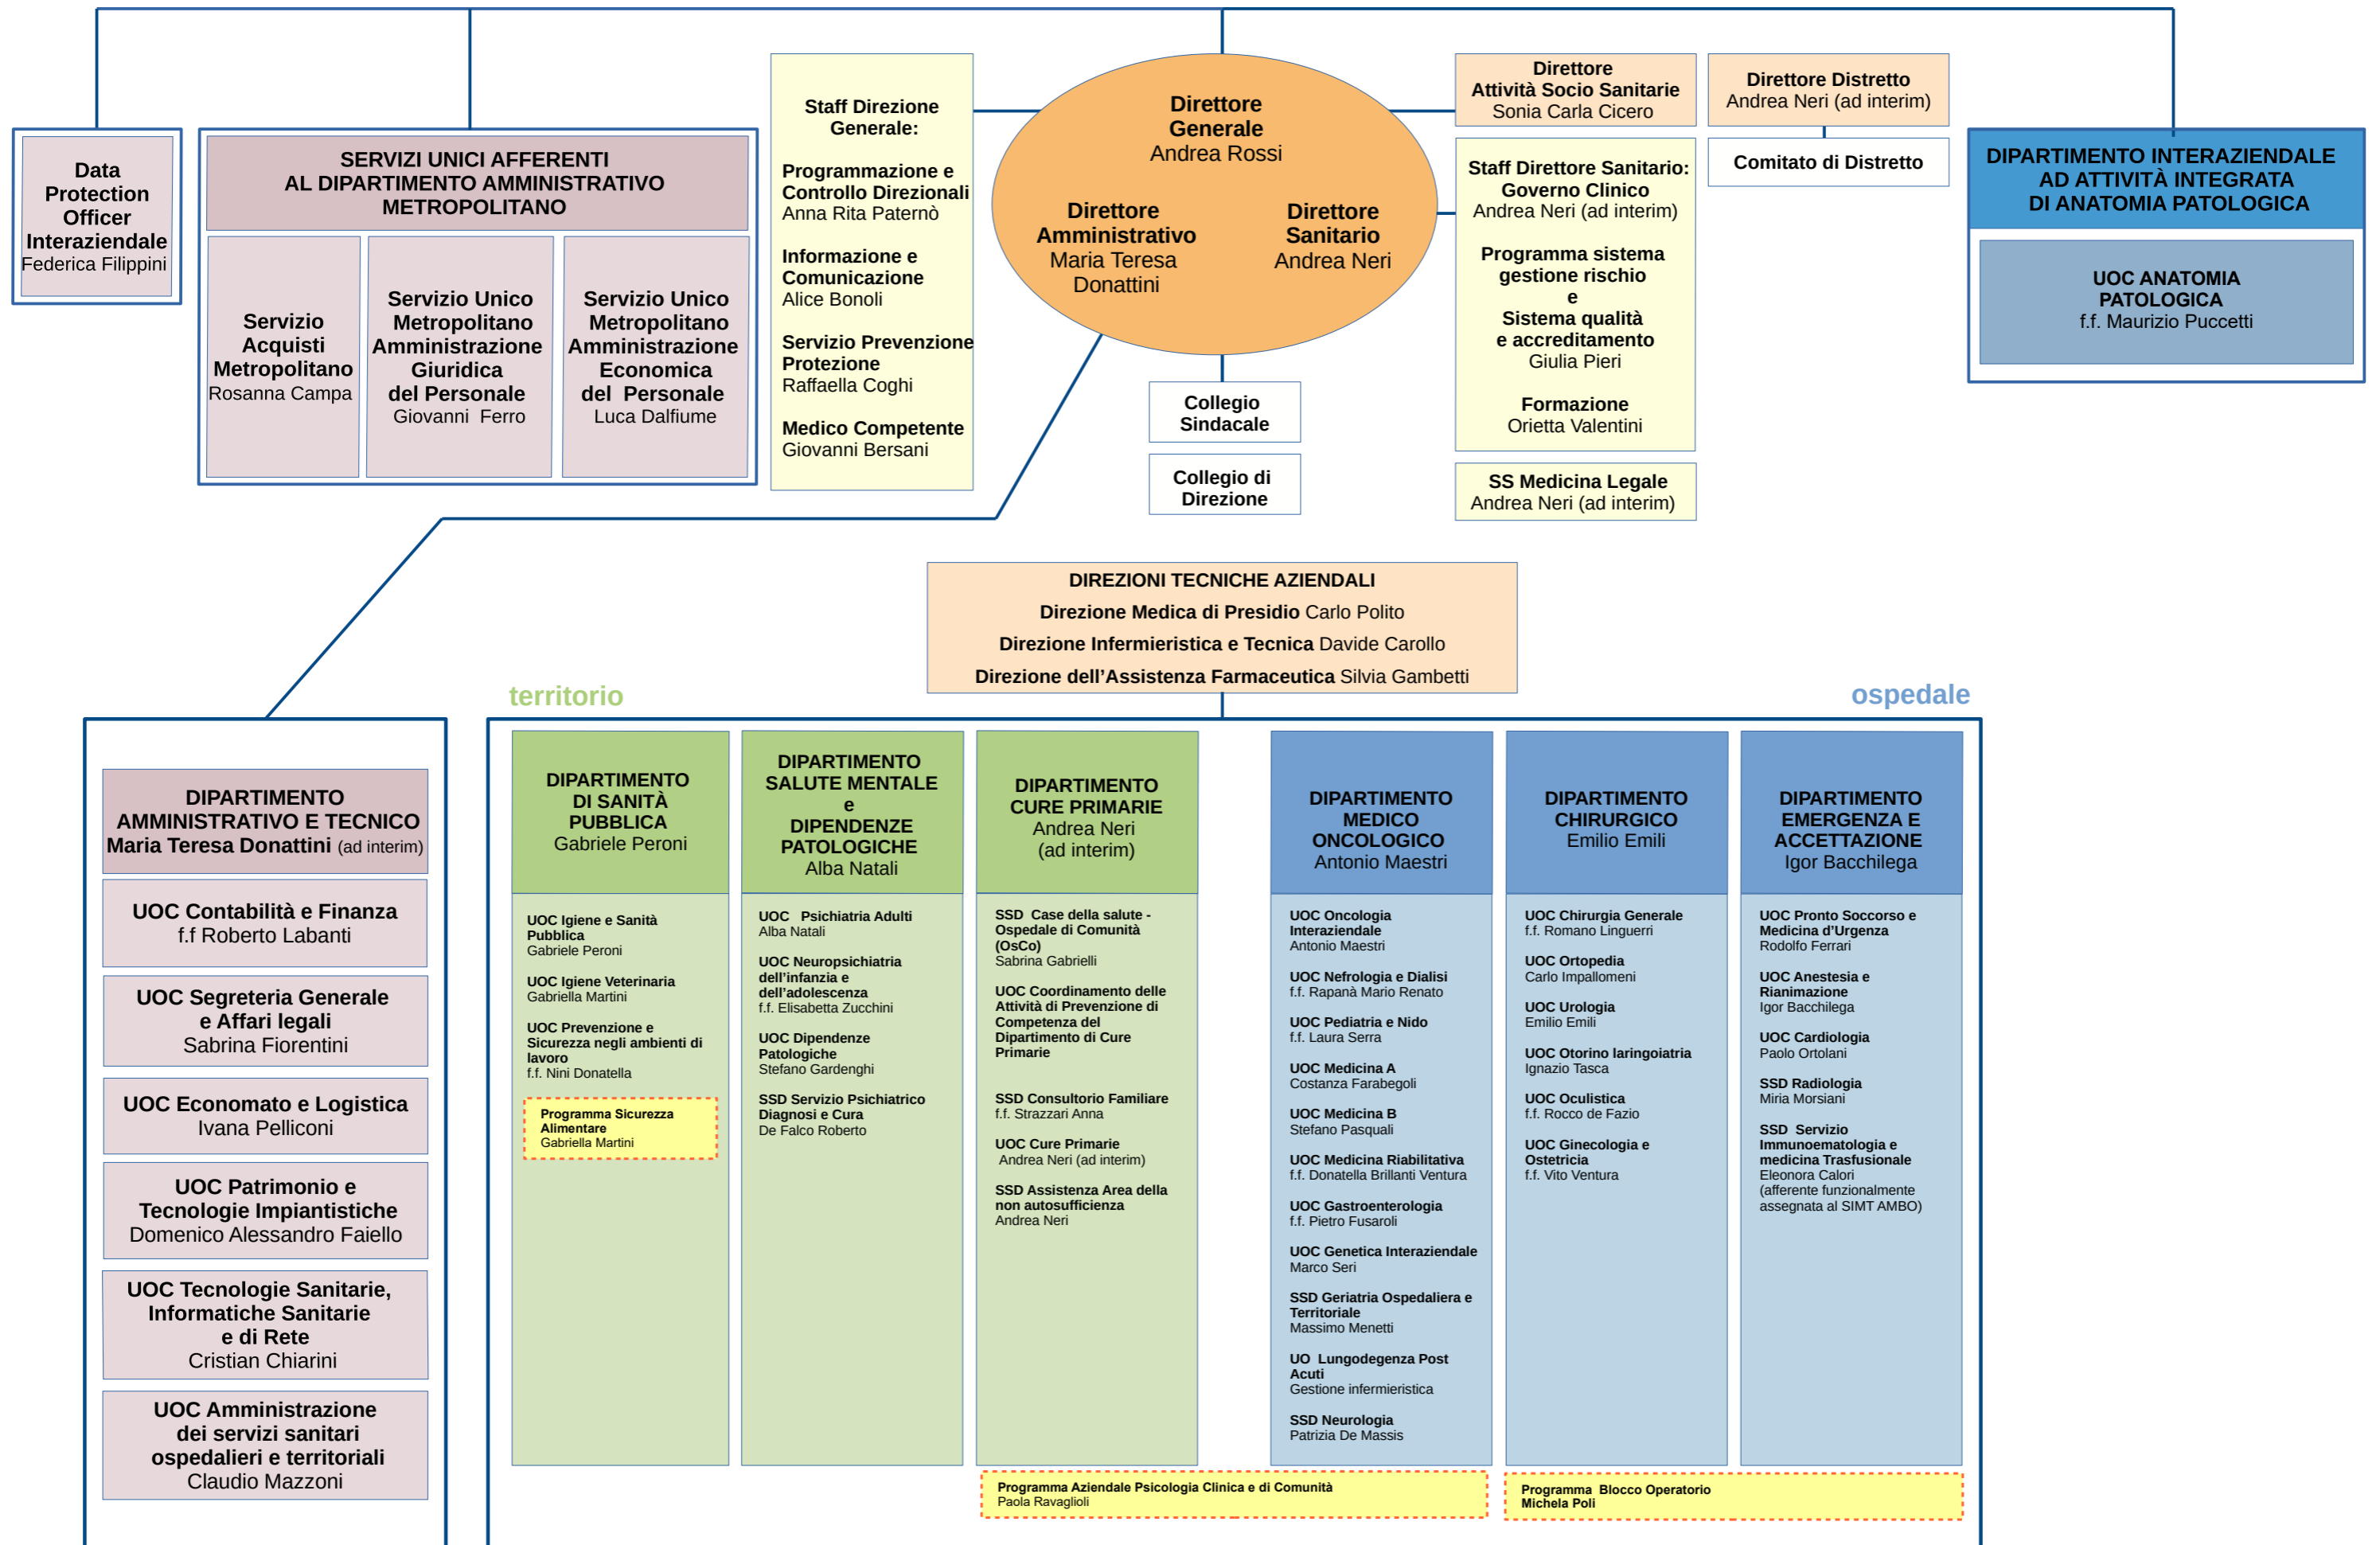 Data
Protection
Officer
Interaziendale
Federica Filippini
SERVIZI UNICI AFFERENTI
AL DIPARTIMENTO AMMINISTRATIVO
METROPOLITANO
Servizio
Acquisti
Metropolitano
Rosanna Campa
Servizio Unico
Metropolitano
Amministrazione
Giuridica
del Personale
Giovanni Ferro
Servizio Unico
Metropolitano
Amministrazione
Economica
del Personale
Luca Dalfiume
Staff Direzione
Generale:
Programmazione e
Controllo Direzionali
Anna Rita Paternò
Informazione e
Comunicazione
Alice Bonoli
Servizio Prevenzione
Protezione
Raffaella Coghi
Medico Competente
Giovanni Bersani
Direttore
Generale
Andrea Rossi
Direttore
Amministrativo
Maria Teresa
Donattini
Direttore
Sanitario
Andrea Neri
Collegio
Sindacale
Collegio di
Direzione
Direttore
Attività Socio Sanitarie
Sonia Carla Cicero
Staff Direttore Sanitario:
Governo Clinico
Andrea Neri (ad interim)
Programma sistema
gestione rischio
e
Sistema qualità
e accreditamento
Giulia Pieri
Formazione
Orietta Valentini
SS Medicina Legale
Andrea Neri (ad interim)
Direttore Distretto
Andrea Neri (ad interim)
Comitato di Distretto
DIPARTIMENTO INTERAZIENDALE
AD ATTIVITÀ INTEGRATA
DI ANATOMIA PATOLOGICA
UOC ANATOMIA
PATOLOGICA
f.f. Maurizio Puccetti
DIREZIONI TECNICHE AZIENDALI
Direzione Medica di Presidio Carlo Polito
Direzione Infermieristica e Tecnica Davide Carollo
Direzione dell’Assistenza Farmaceutica Silvia Gambetti
territorio
ospedale
DIPARTIMENTO
AMMINISTRATIVO E TECNICO
Maria Teresa Donattini (ad interim)
UOC Contabilità e Finanza
f.f Roberto Labanti
UOC Segreteria Generale
e Affari legali
Sabrina Fiorentini
UOC Economato e Logistica
Ivana Pelliconi
UOC Patrimonio e
Tecnologie Impiantistiche
Domenico Alessandro Faiello
UOC Tecnologie Sanitarie,
Informatiche Sanitarie
e di Rete
Cristian Chiarini
UOC Amministrazione
dei servizi sanitari
ospedalieri e territoriali
Claudio Mazzoni
DIPARTIMENTO
DI SANITÀ
PUBBLICA
Gabriele Peroni
UOC Igiene e Sanità
Pubblica
Gabriele Peroni
UOC Igiene Veterinaria
Gabriella Martini
UOC Prevenzione e
Sicurezza negli ambienti di
lavoro
f.f. Nini Donatella
Programma Sicurezza
Alimentare
Gabriella Martini
DIPARTIMENTO
SALUTE MENTALE
e
DIPENDENZE
PATOLOGICHE
Alba Natali
UOC Psichiatria Adulti
Alba Natali
UOC Neuropsichiatria
dell’infanzia e
dell’adolescenza
f.f. Elisabetta Zucchini
UOC Dipendenze
Patologiche
Stefano Gardenghi
SSD Servizio Psichiatrico
Diagnosi e Cura
De Falco Roberto
DIPARTIMENTO
CURE PRIMARIE
Andrea Neri
(ad interim)
SSD Case della salute -
Ospedale di Comunità
(OsCo)
Sabrina Gabrielli
UOC Coordinamento delle
Attività di Prevenzione di
Competenza del
Dipartimento di Cure
Primarie
SSD Consultorio Familiare
f.f. Strazzari Anna
UOC Cure Primarie
Andrea Neri (ad interim)
SSD Assistenza Area della
non autosufficienza
Andrea Neri
DIPARTIMENTO
MEDICO
ONCOLOGICO
Antonio Maestri
UOC Oncologia
Interaziendale
Antonio Maestri
UOC Nefrologia e Dialisi
f.f. Rapanà Mario Renato
UOC Pediatria e Nido
f.f. Laura Serra
UOC Medicina A
Costanza Farabegoli
UOC Medicina B
Stefano Pasquali
UOC Medicina Riabilitativa
f.f. Donatella Brillanti Ventura
UOC Gastroenterologia
f.f. Pietro Fusaroli
UOC Genetica Interaziendale
Marco Seri
SSD Geriatria Ospedaliera e
Territoriale
Massimo Menetti
UO Lungodegenza Post
Acuti
Gestione infermieristica
SSD Neurologia
Patrizia De Massis
DIPARTIMENTO
CHIRURGICO
Emilio Emili
UOC Chirurgia Generale
f.f. Romano Linguerri
UOC Ortopedia
Carlo Impallomeni
UOC Urologia
Emilio Emili
UOC Otorino laringoiatria
Ignazio Tasca
UOC Oculistica
f.f. Rocco de Fazio
UOC Ginecologia e
Ostetricia
f.f. Vito Ventura
DIPARTIMENTO
EMERGENZA E
ACCETTAZIONE
Igor Bacchilega
UOC Pronto Soccorso e
Medicina d’Urgenza
Rodolfo Ferrari
UOC Anestesia e
Rianimazione
Igor Bacchilega
UOC Cardiologia
Paolo Ortolani
SSD Radiologia
Miria Morsiani
SSD Servizio
Immunoematologia e
medicina Trasfusionale
Eleonora Calori
(afferente funzionalmente
assegnata al SIMT AMBO)
Programma Aziendale Psicologia Clinica e di Comunità
Paola Ravaglioli
Programma Blocco Operatorio
Michela Poli